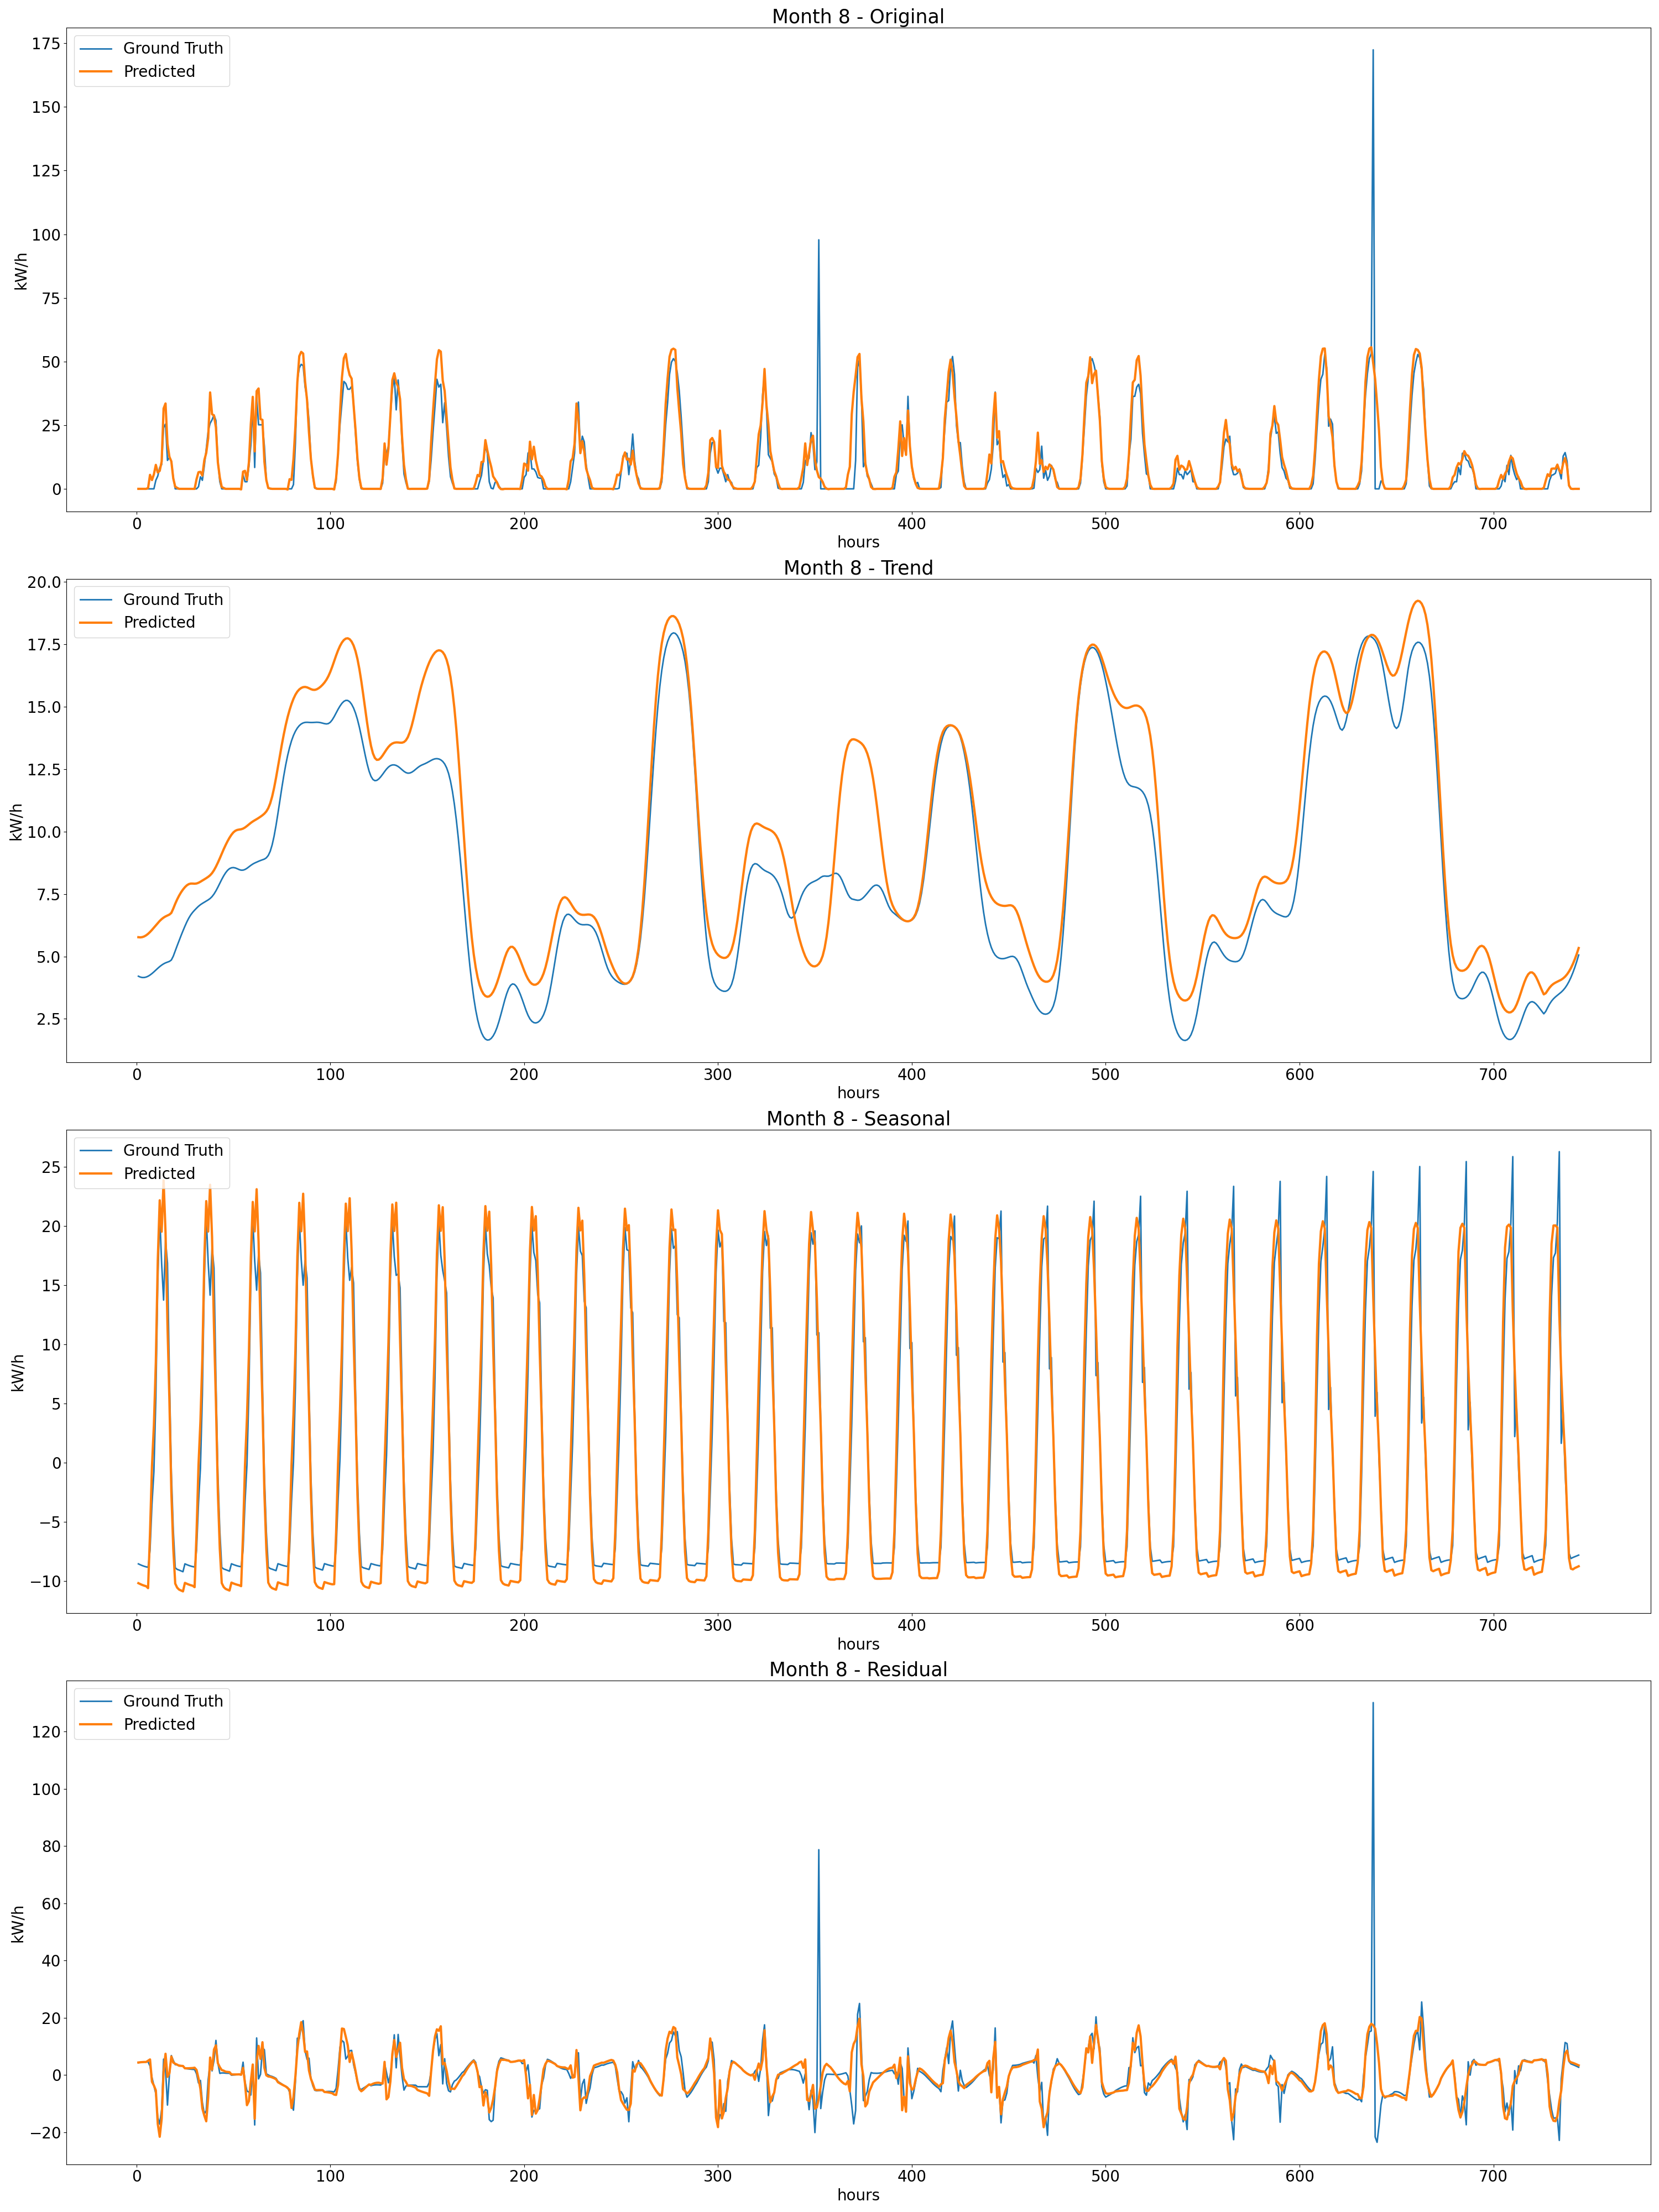 Month 8 - Original
Ground Truth
Predicted
175
150
125
100
75
50
25
0
kW/h
0 100 200 300 400 500 600 700
hours
Month 8 - Trend
Ground Truth
Predicted
20.0
17.5
15.0
12.5
10.0
7.5
5.0
2.5
kW/h
0 100 200 300 400 500 600 700
hours
Month 8 - Seasonal
Ground Truth
Predicted
25
20
15
10
5
0
−5
−10
kW/h
0 100 200 300 400 500 600 700
hours
Month 8 - Residual
Ground Truth
Predicted
120
100
80
60
40
20
0
−20
kW/h
0 100 200 300 400 500 600 700
hours